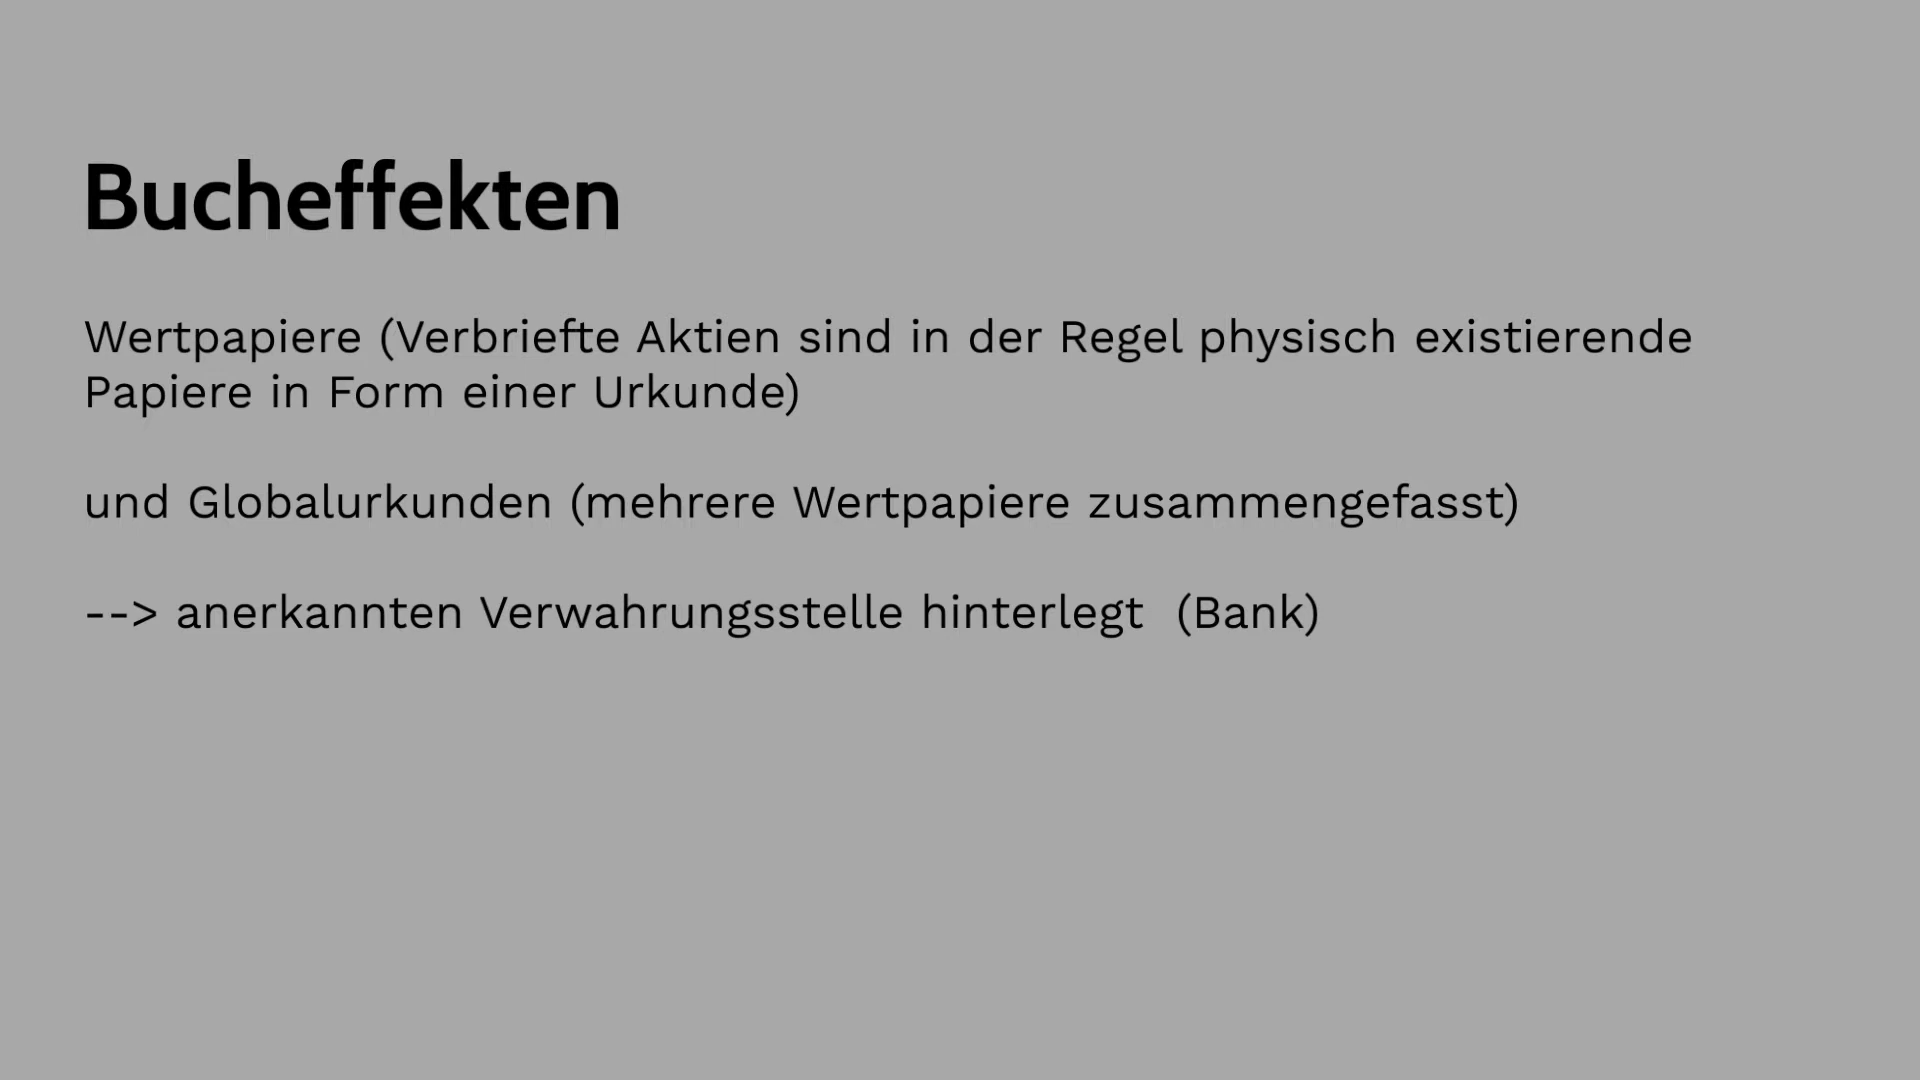 Bucheffekten
Wertpapiere (Verbriefte Aktien sind in der Regel physisch existierende
Papiere in Form einer Urkunde)
und Globalurkunden (mehrere Wertpapiere zusammengefasst)
--> anerkannten Verwahrungsstelle hinterlegt  (Bank)